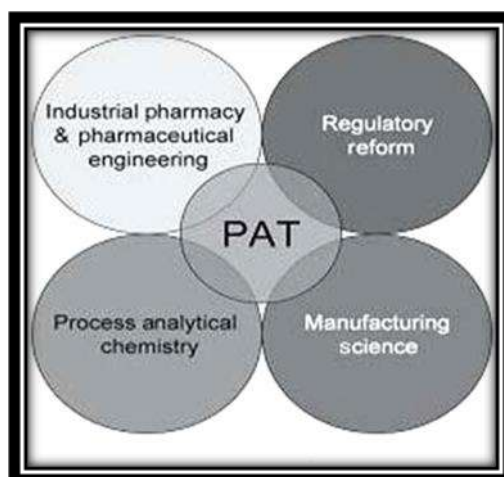 Industrial pharmacy
& pharmaceutical
engineering
Regulatory
reform
PAT
Process analytical
chemistry
Manufacturing
science